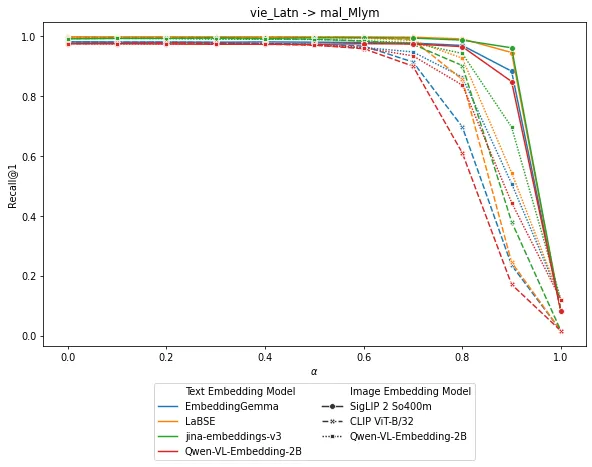 vie_Latn -> mal_Mlym
Recall@1
1.0
0.8
0.6
0.4
0.2
0.0
0.0 0.2 0.4 0.6 0.8 1.0
α
Text Embedding Model
EmbeddingGemma
LaBSE
jina-embeddings-v3
Qwen-VL-Embedding-2B
Image Embedding Model
SigLIP 2 So400m
CLIP ViT-B/32
Qwen-VL-Embedding-2B